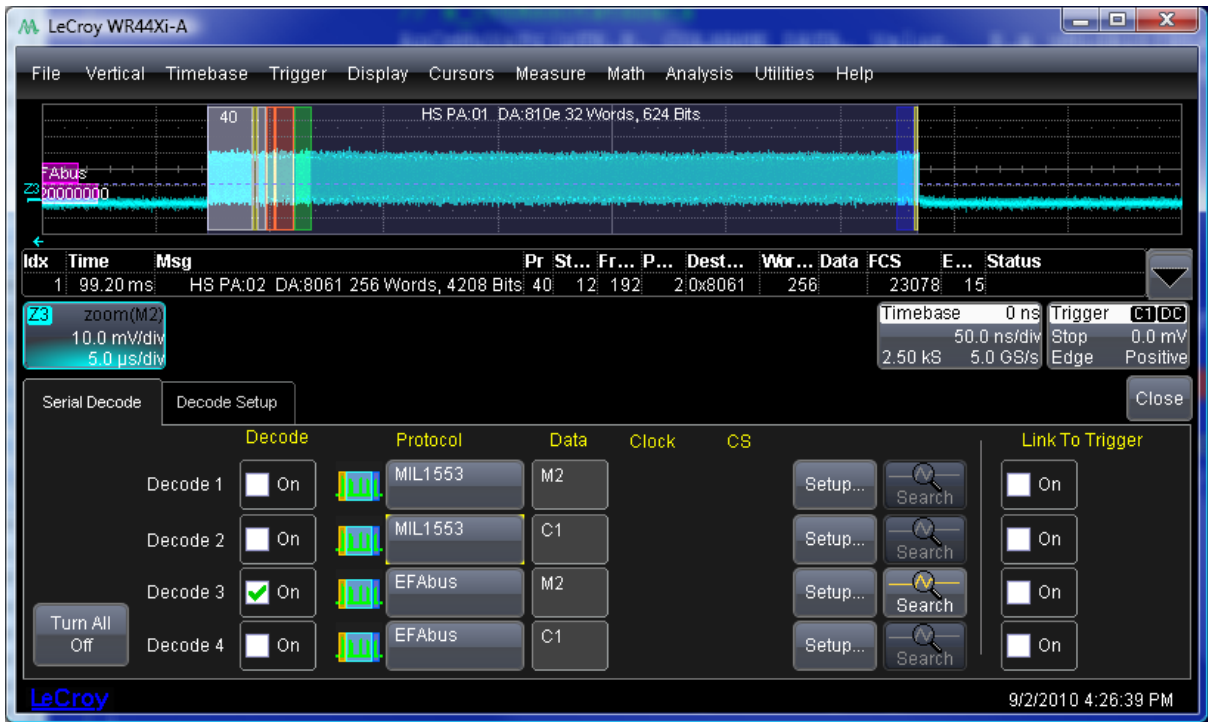 LeCroy WR44Xi-A
File Vertical Timebase Trigger Display Cursors Measure Math Analysis Utilities Help
40 HS PA:01 DA:810e 32 Words, 624 Bits
FAbus
Z3
20000000
Idx Time Msg Pr St... Fr... P... Dest... Wor... Data FCS E... Status
1 99.20 ms HS PA:02 DA:8061 256 Words, 4208 Bits 40 12 192 2 0x8061 256 23078 15
Z3 zoom(M2)
10.0 mV/div
5.0 µs/div
Timebase 0 ns
50.0 ns/div
2.50 kS 5.0 GS/s
Trigger C1 DC
Stop 0.0 mV
Edge Positive
Serial Decode Decode Setup Close
Decode Protocol Data Clock CS Link To Trigger
Decode 1 On MIL1553 M2 Setup... Search On
Decode 2 On MIL1553 C1 Setup... Search On
Decode 3 On EFAbus M2 Setup... Search On
Turn All Off
Decode 4 On EFAbus C1 Setup... Search On
LeCroy 9/2/2010 4:26:39 PM